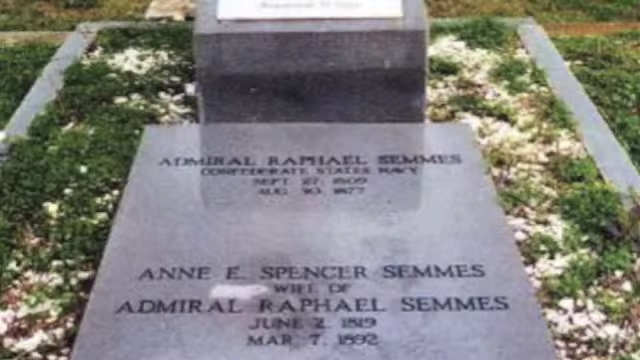 ADMIRAL RAPHAEL SEMMES
CONFEDERATE STATES NAVY
SEPT. 27, 1809
AUG. 30, 1877
ANNE E. SPENCER SEMMES
WIFE OF
ADMIRAL RAPHAEL SEMMES
JUNE 2, 1819
MAR. 7, 1892